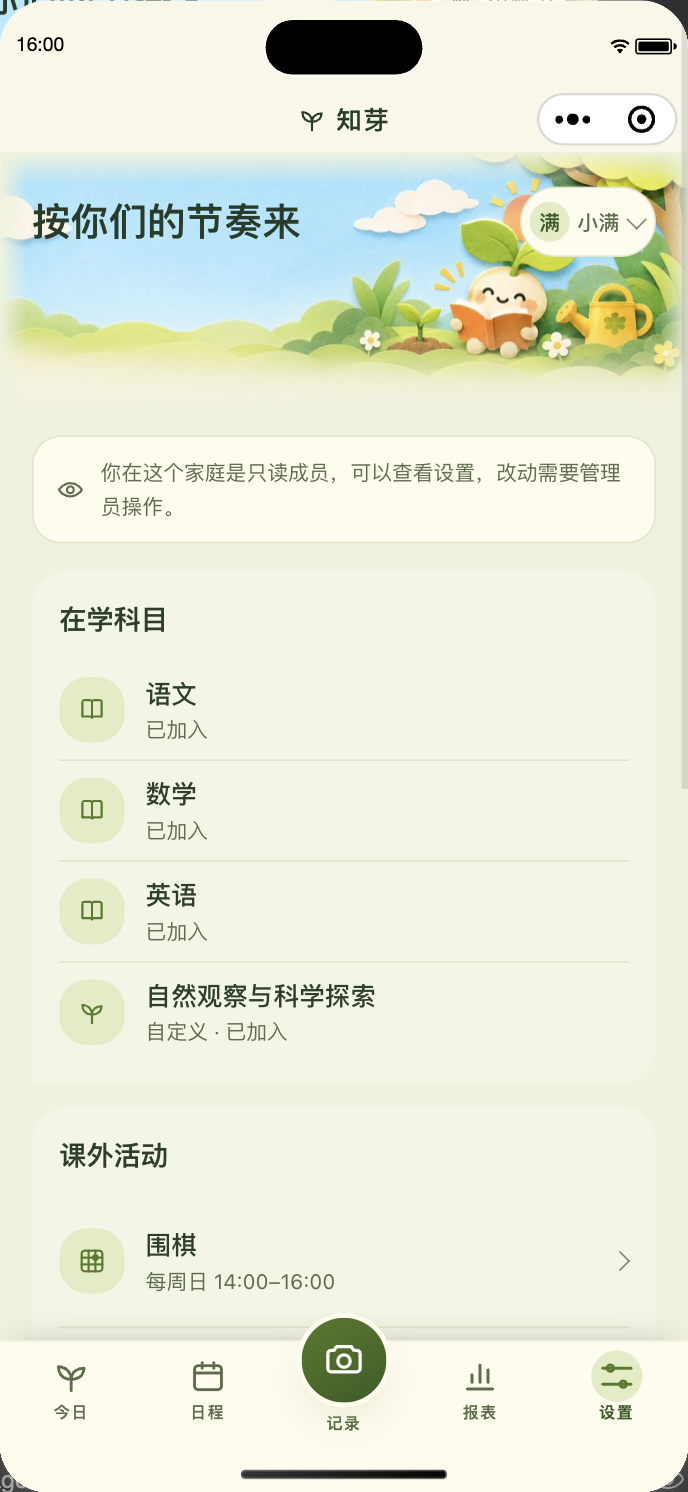 16:00
知芽
按你们的节奏来
满 小满
你在这个家庭是只读成员，可以查看设置，改动需要管理
员操作。
在学科目
语文
已加入
数学
已加入
英语
已加入
自然观察与科学探索
自定义 · 已加入
课外活动
围棋
每周日 14:00–16:00
今日
日程
记录
报表
设置